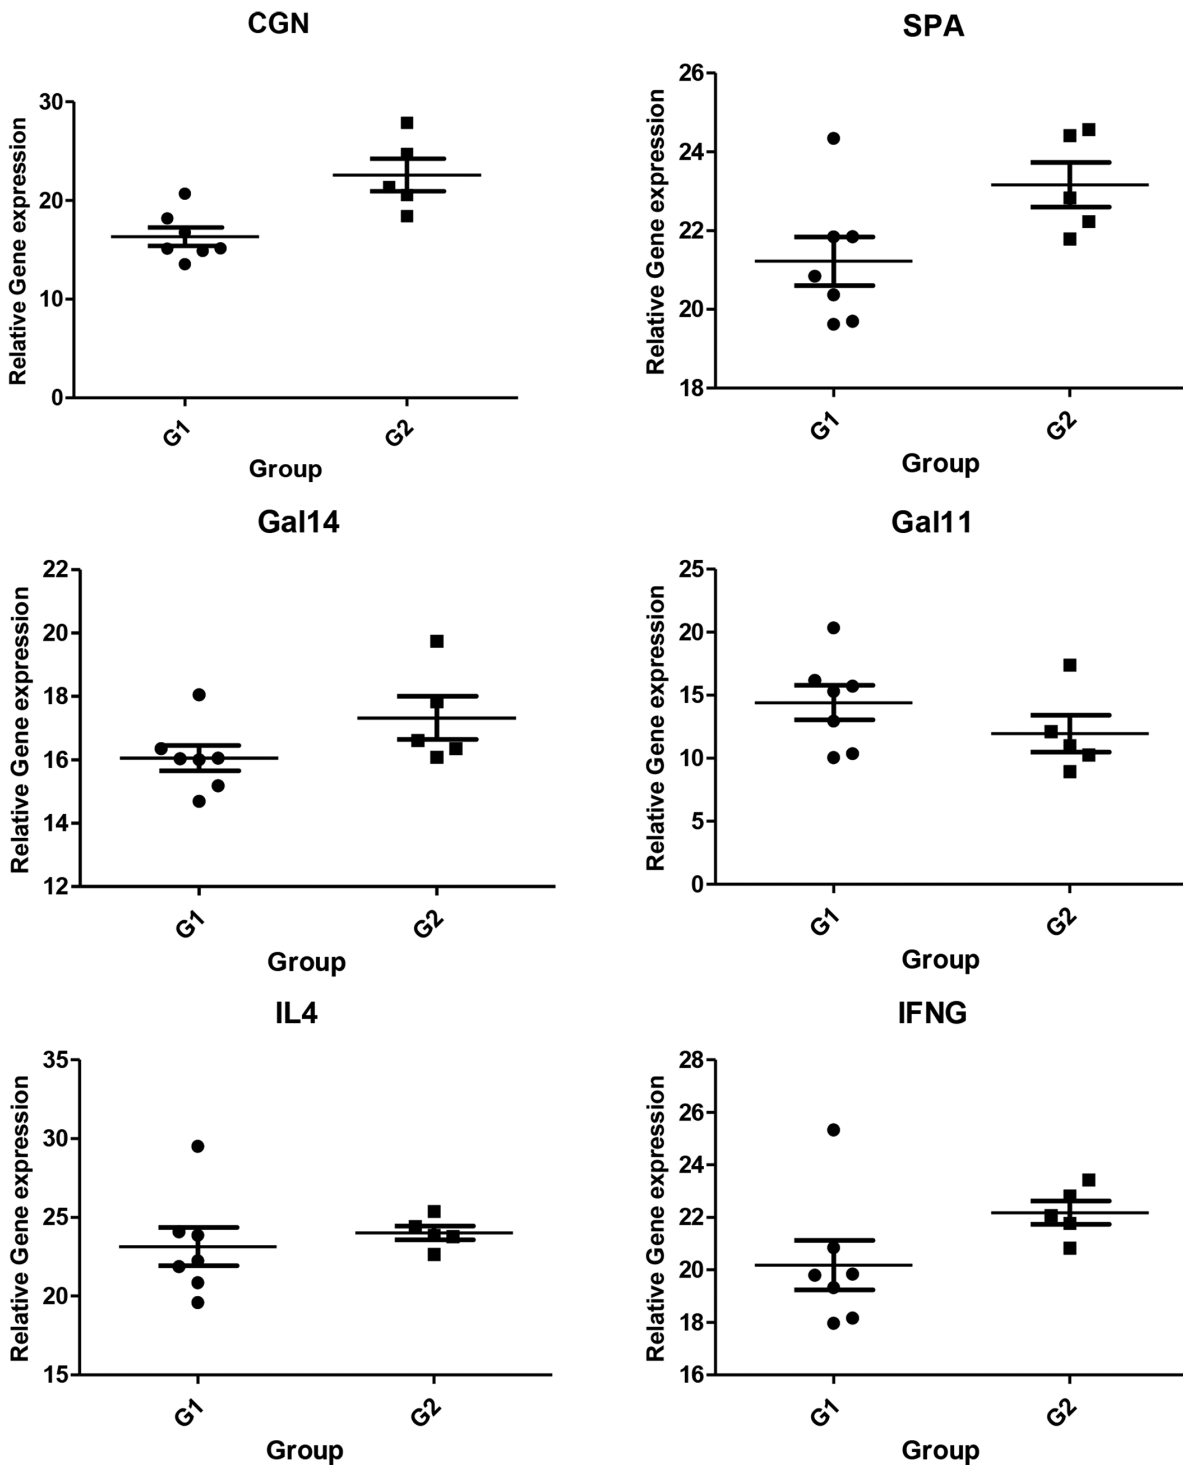 CGN
Relative Gene expression
30
20
10
0
G1
G2
Group
SPA
Relative Gene expression
26
24
22
20
18
G1
G2
Group
Gal14
Relative Gene expression
22
20
18
16
14
12
G1
G2
Group
Gal11
Relative Gene expression
25
20
15
10
5
0
G1
G2
Group
IL4
Relative Gene expression
35
30
25
20
15
G1
G2
Group
IFNG
Relative Gene expression
28
26
24
22
20
18
16
G1
G2
Group